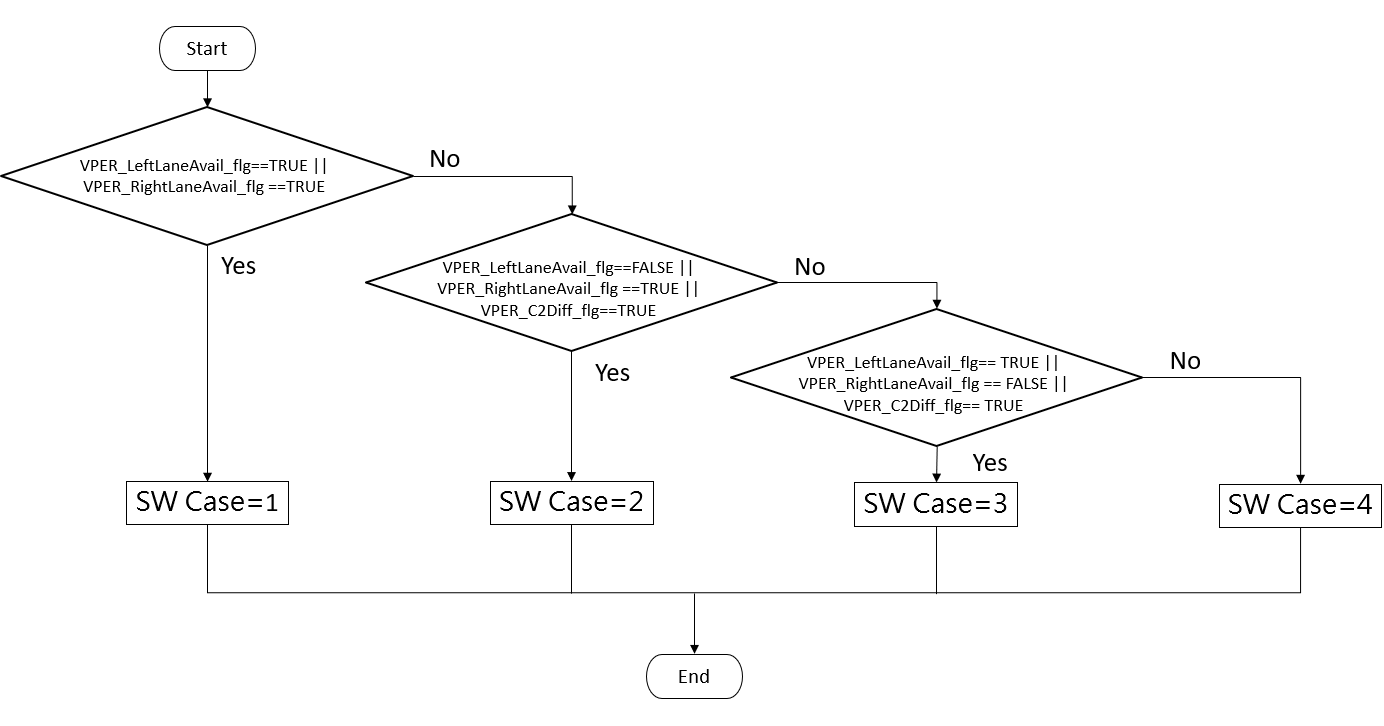 Start
VPER_LeftLaneAvail_flg==TRUE ||
VPER_RightLaneAvail_flg ==TRUE
No
Yes
VPER_LeftLaneAvail_flg==FALSE ||
VPER_RightLaneAvail_flg ==TRUE ||
VPER_C2Diff_flg==TRUE
No
Yes
VPER_LeftLaneAvail_flg== TRUE ||
VPER_RightLaneAvail_flg == FALSE ||
VPER_C2Diff_flg== TRUE
No
Yes
SW Case=1
SW Case=2
SW Case=3
SW Case=4
End